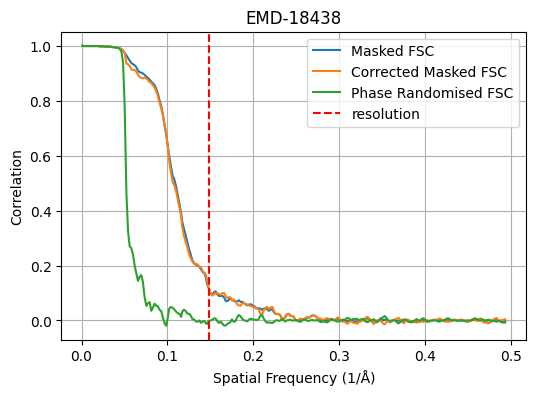 EMD-18438
Masked FSC
Corrected Masked FSC
Phase Randomised FSC
resolution
Correlation
1.0
0.8
0.6
0.4
0.2
0.0
0.0 0.1 0.2 0.3 0.4 0.5
Spatial Frequency (1/Å)